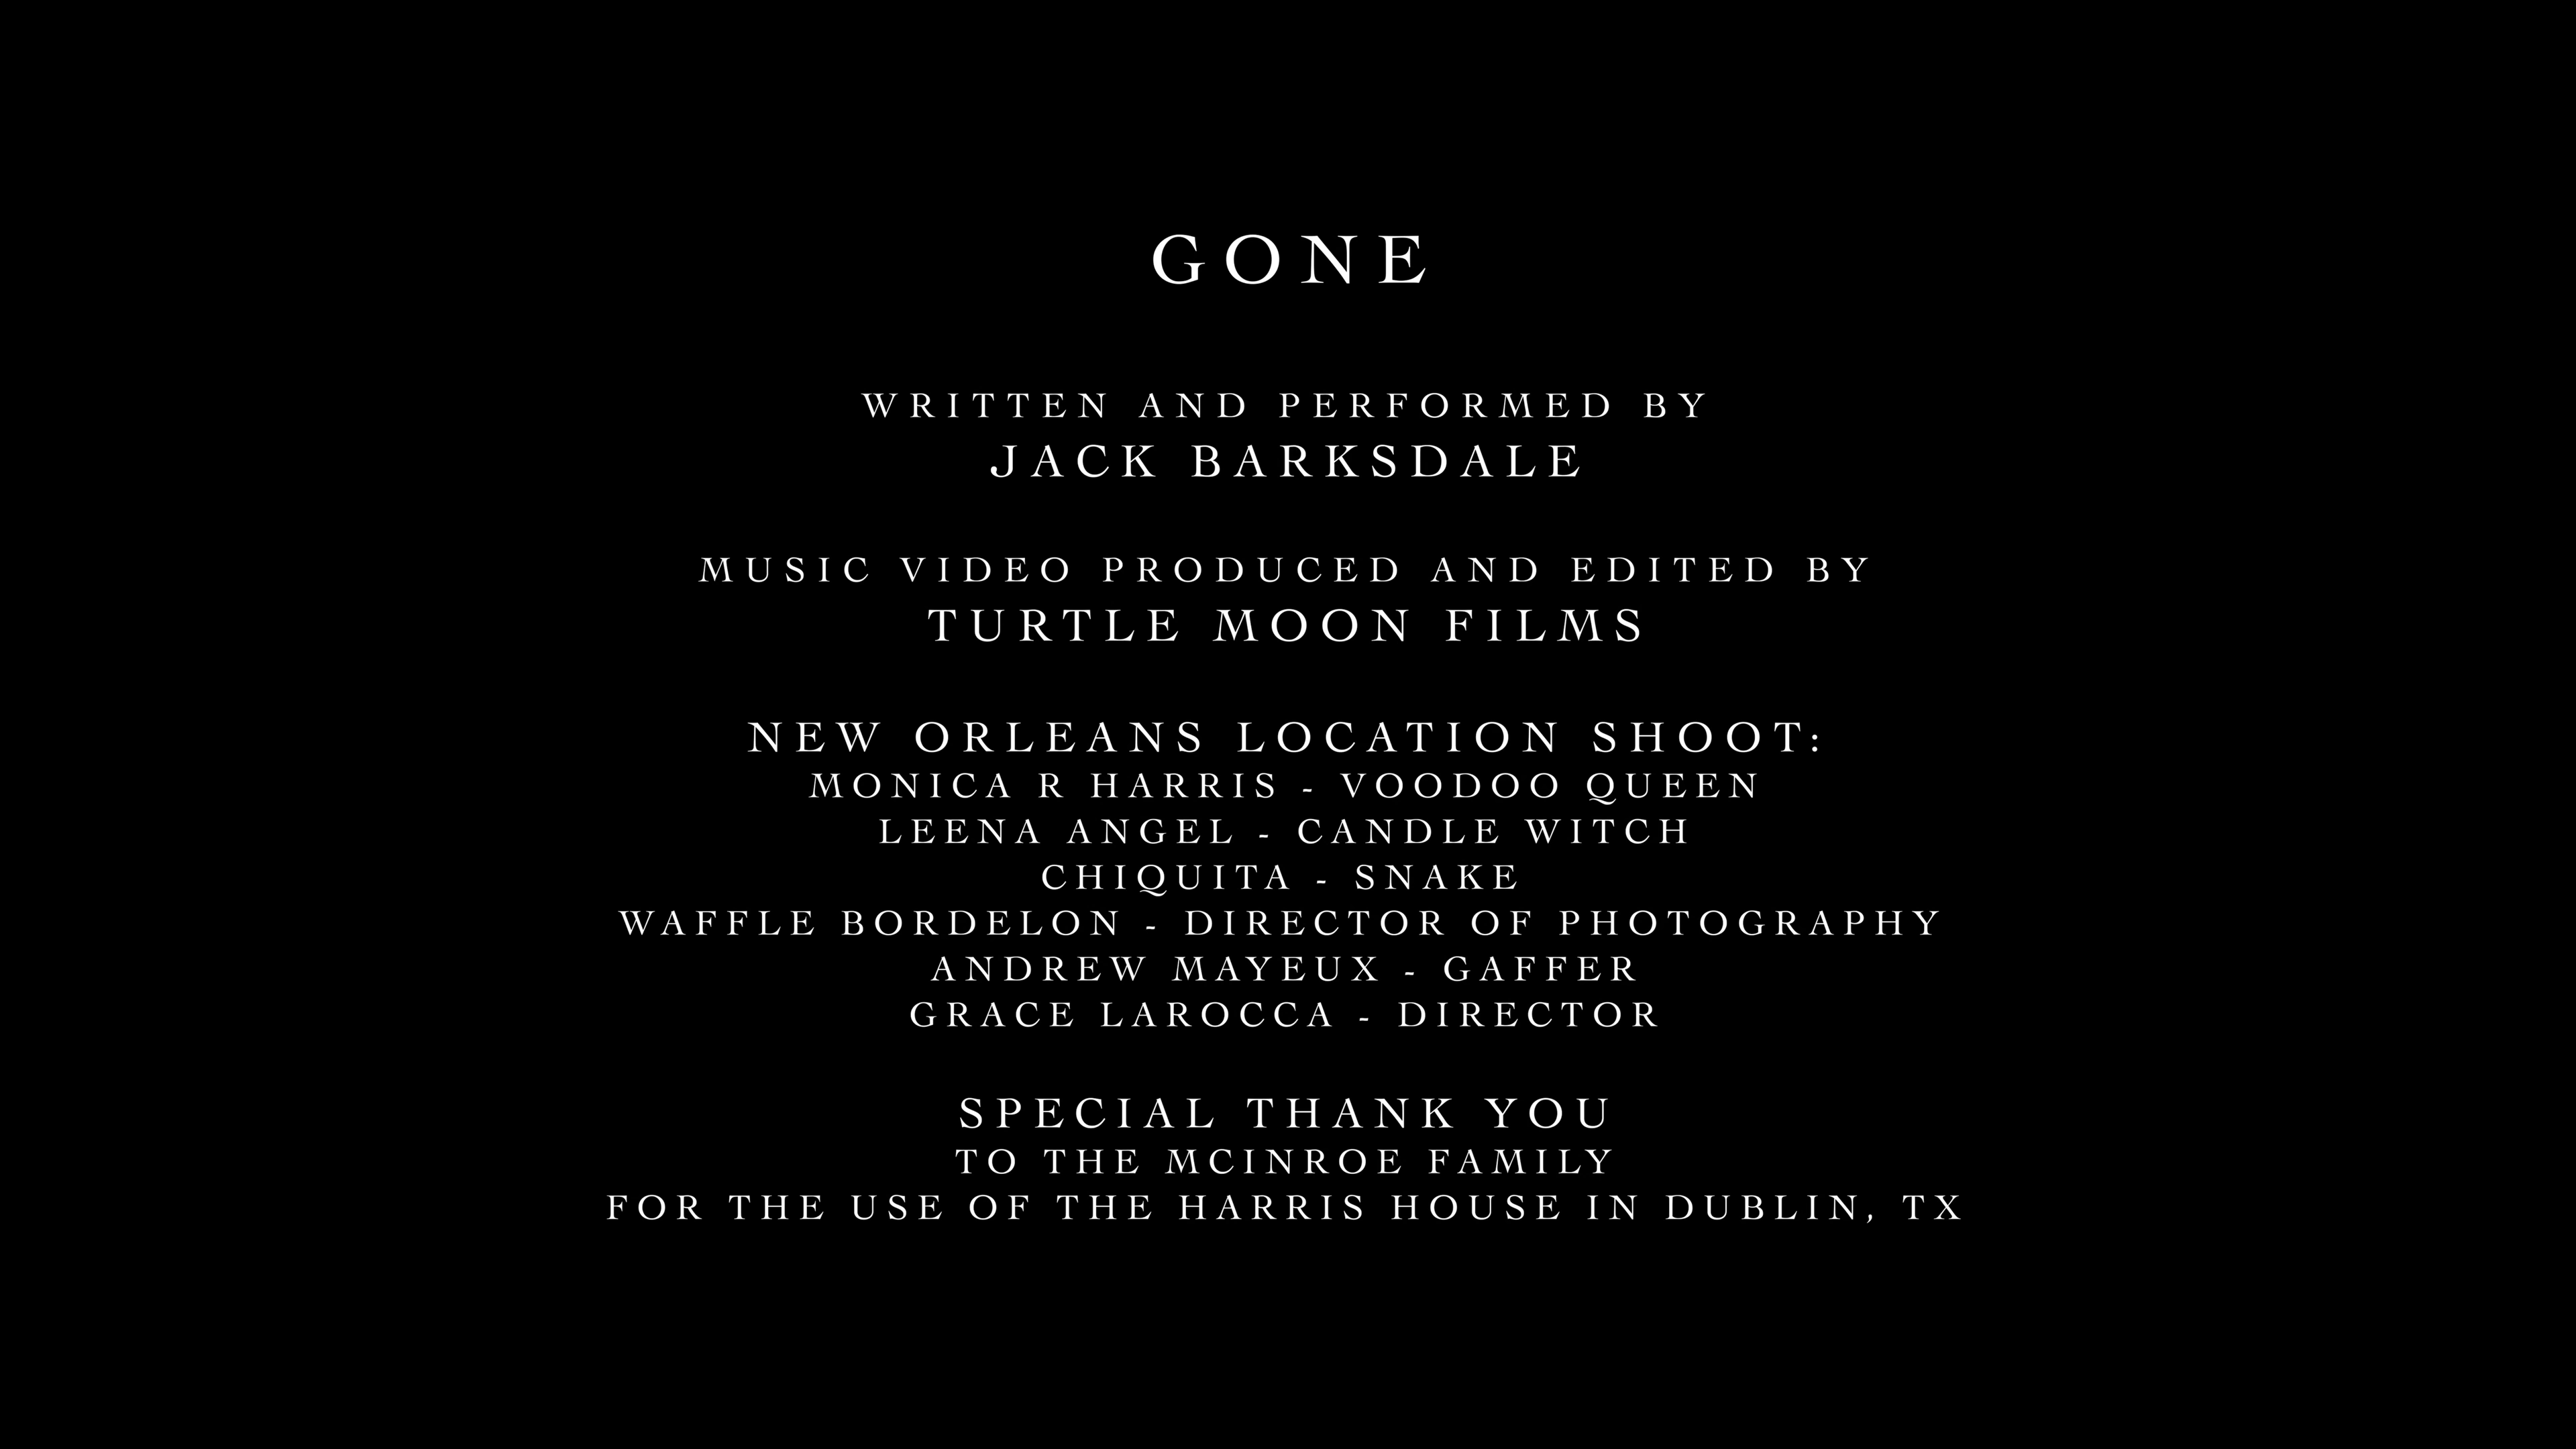 GONE
WRITTEN AND PERFORMED BY
JACK BARKSDALE
MUSIC VIDEO PRODUCED AND EDITED BY
TURTLE MOON FILMS
NEW ORLEANS LOCATION SHOOT:
MONICA R HARRIS - VOODOO QUEEN
LEENA ANGEL - CANDLE WITCH
CHIQUITA - SNAKE
WAFFLE BORDELON - DIRECTOR OF PHOTOGRAPHY
ANDREW MAYEUX - GAFFER
GRACE LAROCCA - DIRECTOR
SPECIAL THANK YOU
TO THE MCINROE FAMILY
FOR THE USE OF THE HARRIS HOUSE IN DUBLIN, TX